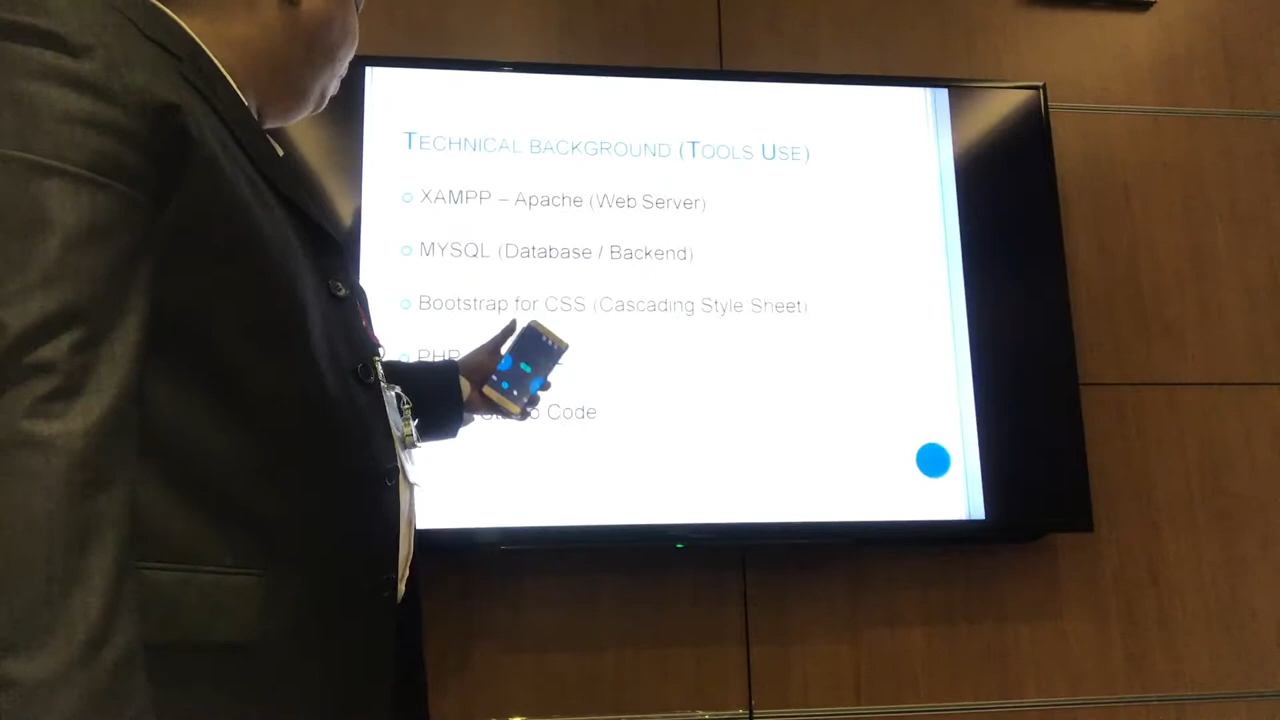 TECHNICAL BACKGROUND (TOOLS USE)
XAMPP – Apache (Web Server)
MYSQL (Database / Backend)
Bootstrap for CSS (Cascading Style Sheet)
PHP
Code